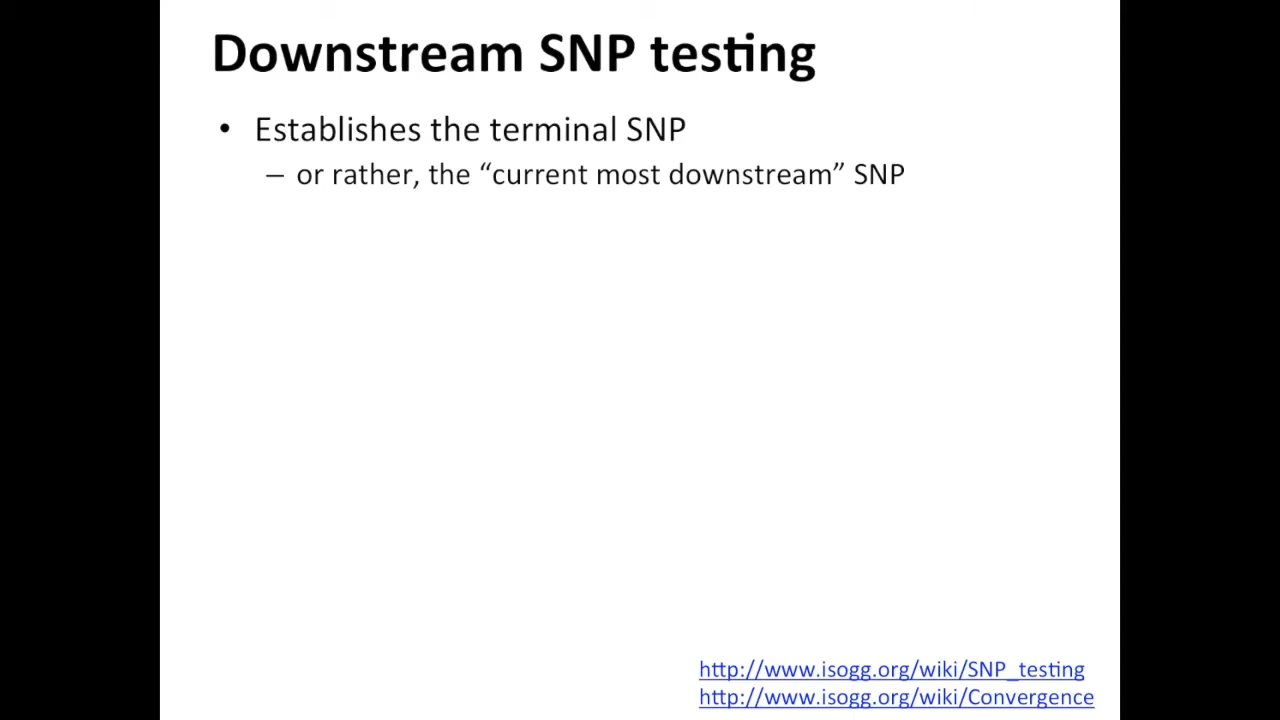 Downstream SNP testing
• Establishes the terminal SNP
– or rather, the “current most downstream” SNP
http://www.isogg.org/wiki/SNP_testing
http://www.isogg.org/wiki/Convergence